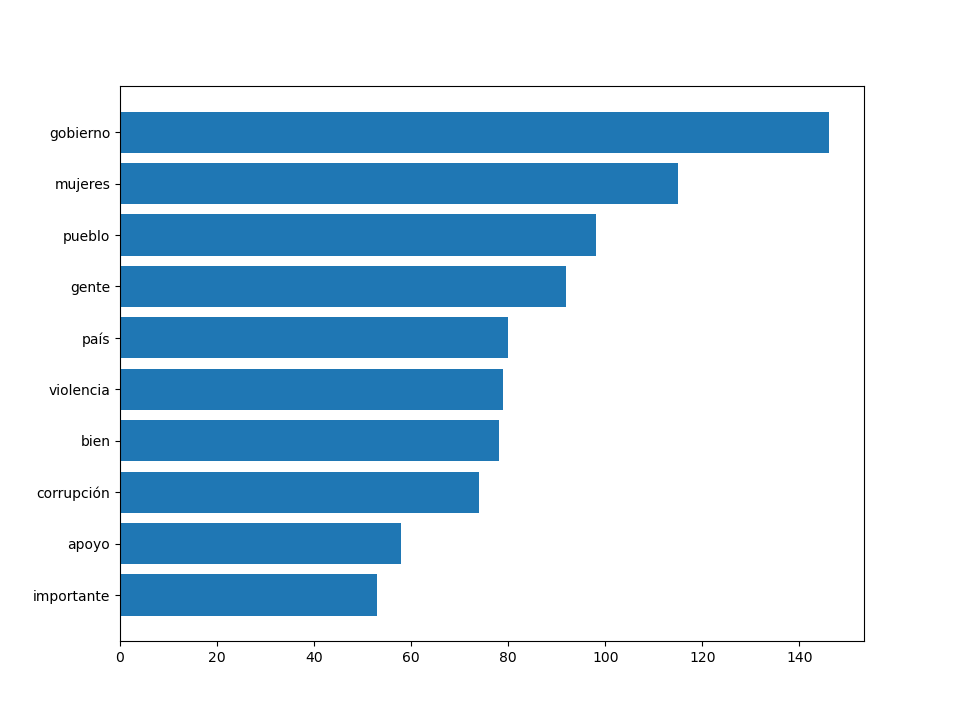 gobierno
mujeres
pueblo
gente
país
violencia
bien
corrupción
apoyo
importante
0 20 40 60 80 100 120 140